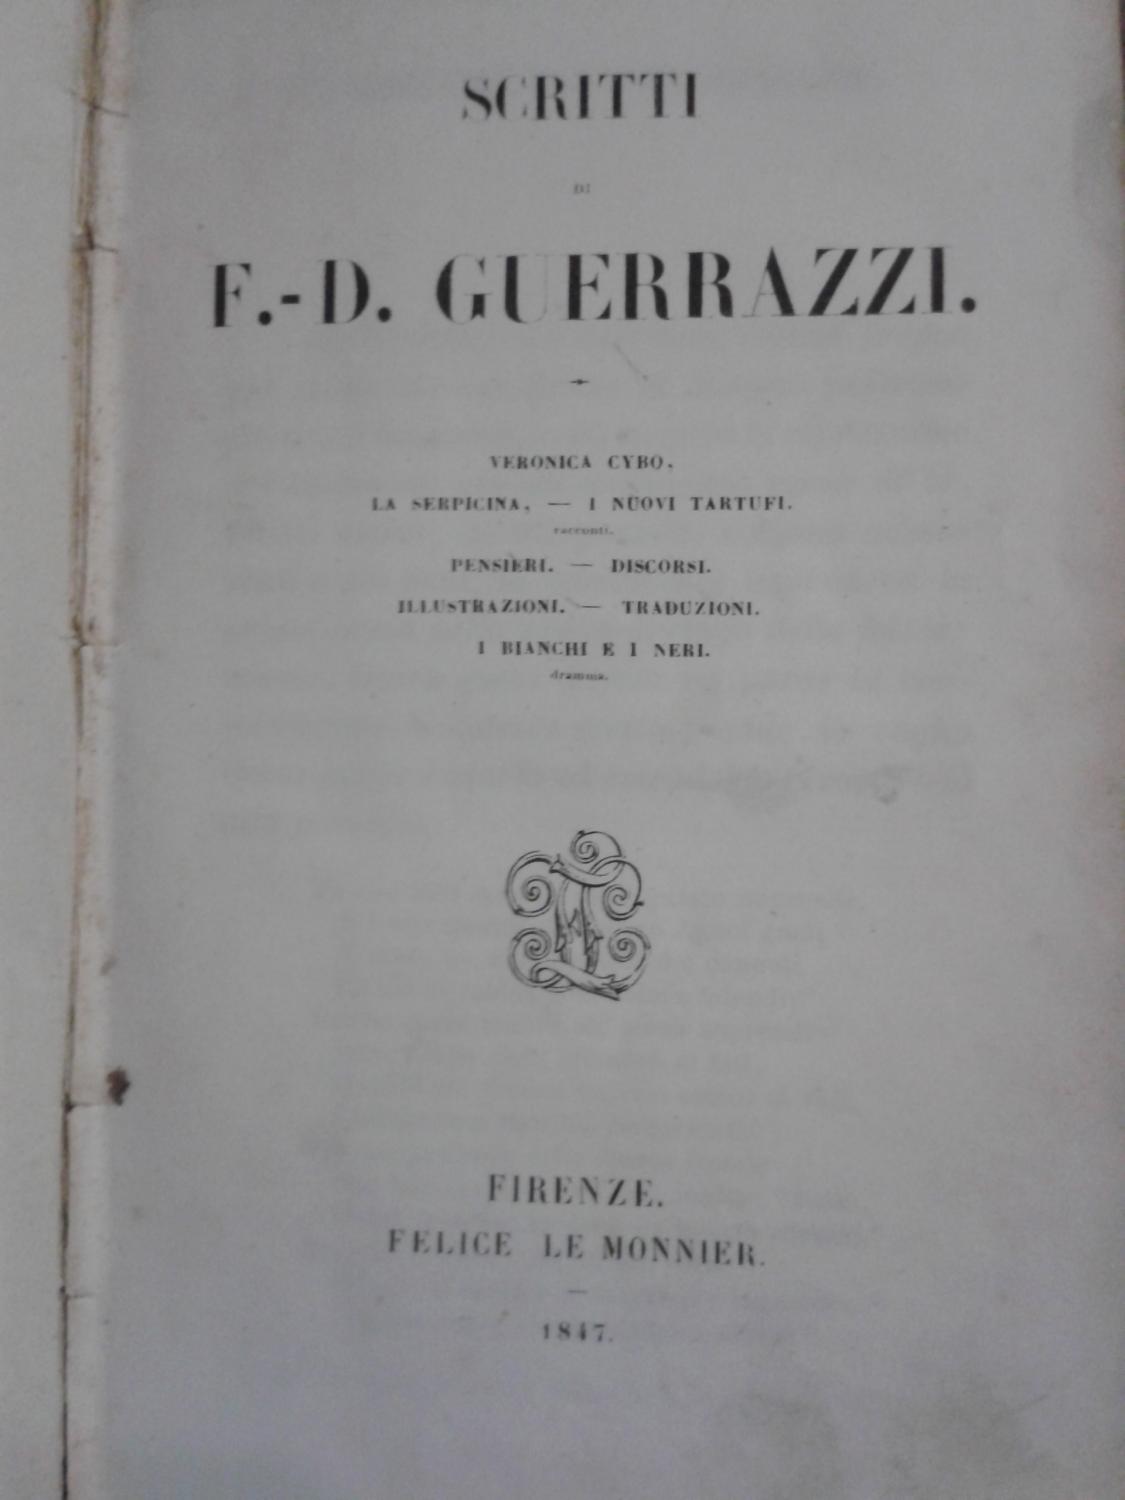 SCRITTI
DI
F.-D. GUERRAZZI.
VERONICA CYBO,
LA SERPICINA, — I NUOVI TARTUFI.
racconti.
PENSIERI. — DISCORSI.
ILLUSTRAZIONI. — TRADUZIONI.
I BIANCHI E I NERI.
dramma.
FIRENZE.
FELICE LE MONNIER.
—
1847.